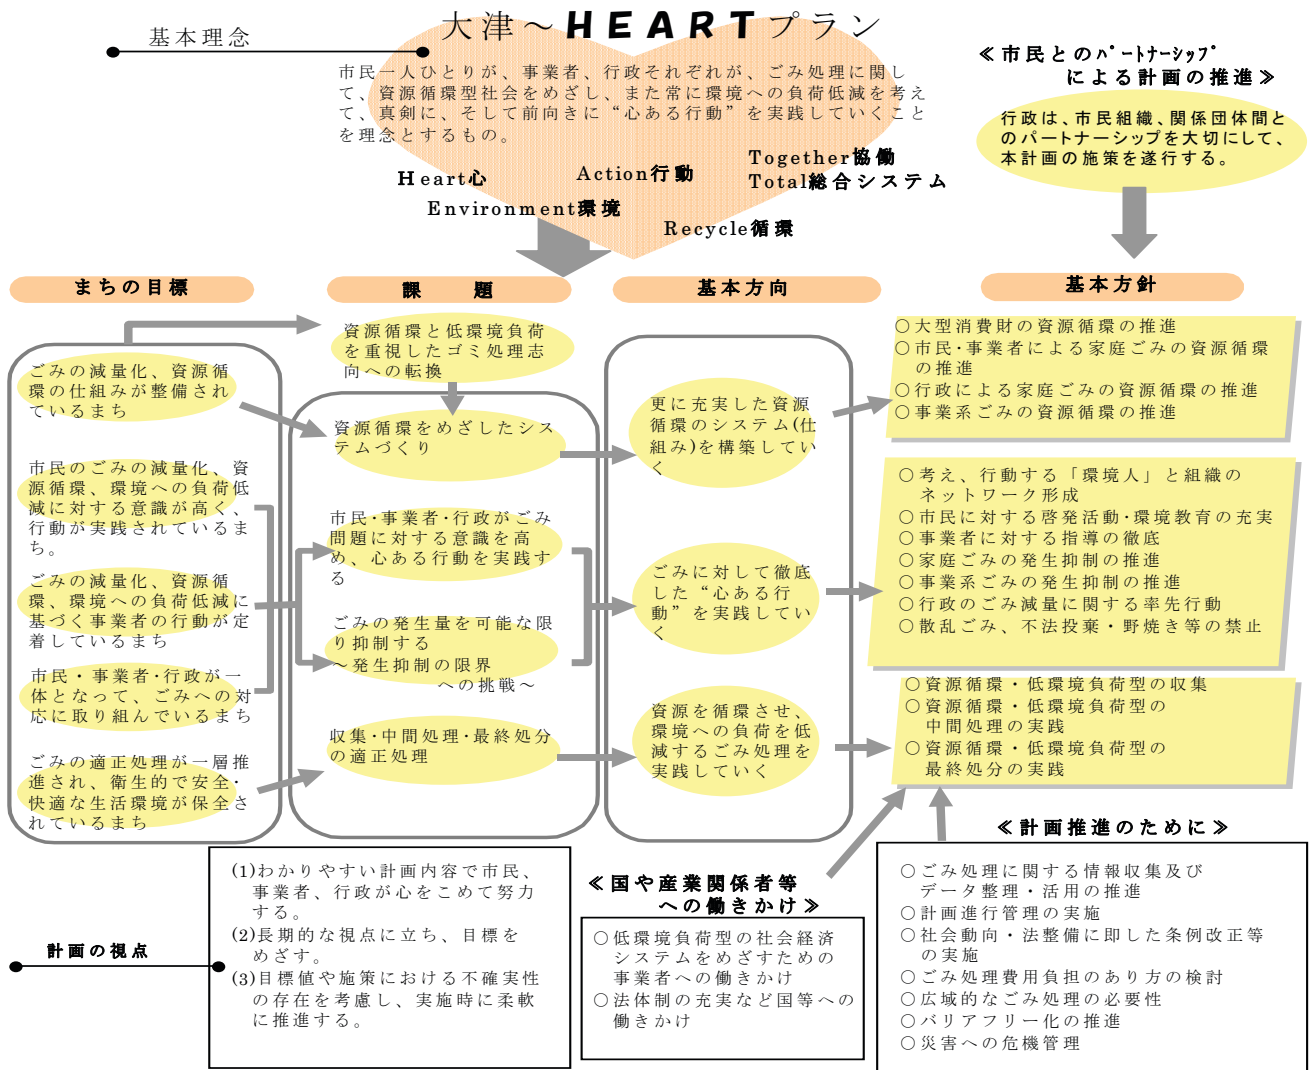 大津～HEARTプラン
基本理念
市民一人ひとりが、事業者、行政それぞれが、ごみ処理に関し
て、資源循環型社会をめざし、また常に環境への負荷低減を考え
て、真剣に、そして前向きに“心ある行動”を実践していくこと
を理念とするもの。
Heart心
Action行動
Together協働
Total総合システム
Environment環境
Recycle循環
≪市民とのパートナーシップ
による計画の推進≫
行政は、市民組織、関係団体間と
のパートナーシップを大切にして、
本計画の施策を遂行する。
まちの目標
ごみの減量化、資源循
環の仕組みが整備され
ているまち
市民のごみの減量化、資
源循環、環境への負荷低
減に対する意識が高く、
行動が実践されているま
ち。
ごみの減量化、資源循
環、環境への負荷低減に
基づく事業者の行動が定
着しているまち
市民・事業者・行政が一
体となって、ごみへの対
応に取り組んでいるまち
ごみの適正処理が一層推
進され、衛生的で安全・
快適な生活環境が保全さ
れているまち
課 題
資源循環と低環境負荷
を重視したゴミ処理志
向への転換
資源循環をめざしたシス
テムづくり
市民・事業者・行政がごみ
問題に対する意識を高
め、心ある行動を実践す
る
ごみの発生量を可能な限
り抑制する
～発生抑制の限界
への挑戦～
収集・中間処理・最終処分
の適正処理
基本方向
更に充実した資源
循環のシステム(仕
組み)を構築してい
く
ごみに対して徹底
した“心ある行
動”を実践してい
く
資源を循環させ、
環境への負荷を低
減するごみ処理を
実践していく
基本方針
○大型消費財の資源循環の推進
○市民・事業者による家庭ごみの資源循環
の推進
○行政による家庭ごみの資源循環の推進
○事業系ごみの資源循環の推進
○考え、行動する「環境人」と組織の
ネットワーク形成
○市民に対する啓発活動・環境教育の充実
○事業者に対する指導の徹底
○家庭ごみの発生抑制の推進
○事業系ごみの発生抑制の推進
○行政のごみ減量に関する率先行動
○散乱ごみ、不法投棄・野焼き等の禁止
○資源循環・低環境負荷型の収集
○資源循環・低環境負荷型の
中間処理の実践
○資源循環・低環境負荷型の
最終処分の実践
計画の視点
(1)わかりやすい計画内容で市民、
事業者、行政が心をこめて努力
する。
(2)長期的な視点に立ち、目標を
めざす。
(3)目標値や施策における不確実性
の存在を考慮し、実施時に柔軟
に推進する。
≪国や産業関係者等
への働きかけ≫
○低環境負荷型の社会経済
システムをめざすための
事業者への働きかけ
○法体制の充実など国等への
働きかけ
≪計画推進のために≫
○ごみ処理に関する情報収集及び
データ整理・活用の推進
○計画進行管理の実施
○社会動向・法整備に即した条例改正等
の実施
○ごみ処理費用負担のあり方の検討
○広域的なごみ処理の必要性
○バリアフリー化の推進
○災害への危機管理